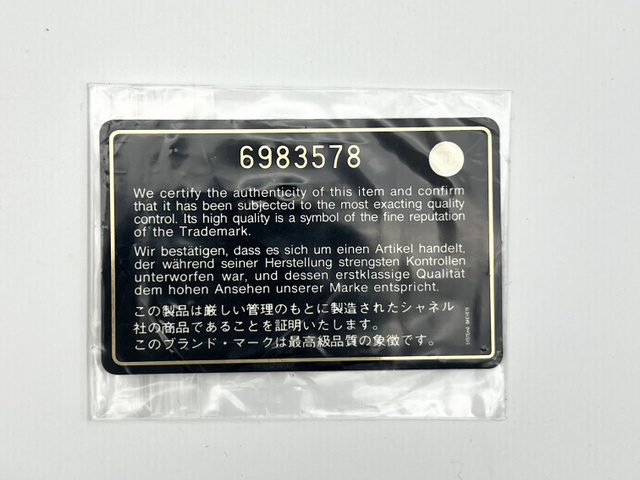 6983578
We certify the authenticity of this item and confirm
that it has been subjected to the most exacting quality
control. Its high quality is a symbol of the fine reputation
of the Trademark.
Wir bestätigen, dass es sich um einen Artikel handelt,
der während seiner Herstellung strengsten Kontrollen
unterworfen war, und dessen erstklassige Qualität
dem hohen Ansehen unserer Marke entspricht.
この製品は厳しい管理のもとに製造されたシャネル
社の商品であることを証明いたします。
このブランド・マークは最高級品質の象徴です。